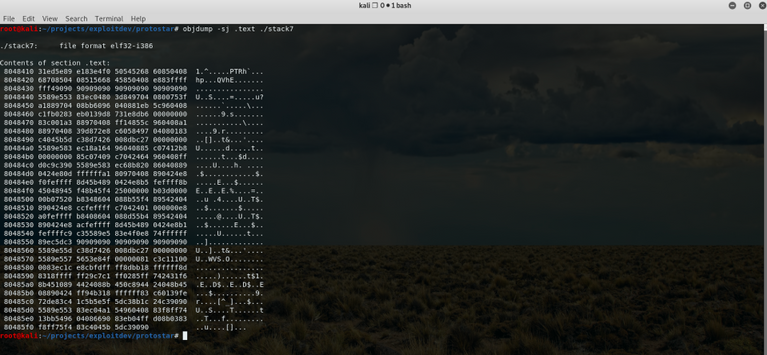 kali ❐ 0 ● 1 bash
File Edit View Search Terminal Help
root@kali:~/projects/exploitdev/protostar# objdump -sj .text ./stack7
./stack7:     file format elf32-i386
Contents of section .text:
 8048410 31ed5e89 e183e4f0 50545268 60850408  1.^.....PTRh`...
 8048420 68708504 08515668 45850408 e883ffff  hp...QVhE.......
 8048430 fff49090 90909090 90909090 90909090  ................
 8048440 5589e553 83ec0480 3d849704 0800753f  U..S....=.....u?
 8048450 a1889704 08bb6096 040881eb 5c960408  ......`.....\...
 8048460 c1fb0283 eb0139d8 731e8db6 00000000  ......9.s.......
 8048470 83c001a3 88970408 ff14855c 960408a1  ...........\....
 8048480 88970408 39d872e8 c6058497 04080183  ....9.r.........
 8048490 c4045b5d c38d7426 008dbc27 00000000  ..[]..t&...'....
 80484a0 5589e583 ec18a164 96040885 c07412b8  U......d.....t..
 80484b0 00000000 85c07409 c7042464 960408ff  ......t...$d....
 80484c0 d0c9c390 5589e583 ec68b820 86040889  ....U....h. ....
 80484d0 0424e80d ffffffa1 80970408 890424e8  .$............$.
 80484e0 f0feffff 8d45b489 0424e8b5 feffff8b  .....E...$......
 80484f0 45048945 f48b45f4 25000000 b03d0000  E..E..E.%....=..
 8048500 00b07520 b8348604 088b55f4 89542404  ..u .4....U..T$.
 8048510 890424e8 ccfeffff c7042401 000000e8  ..$.......$.....
 8048520 a0feffff b8408604 088d55b4 89542404  .....@....U..T$.
 8048530 890424e8 acfeffff 8d45b489 0424e8b1  ..$......E...$..
 8048540 feffffc9 c35589e5 83e4f0e8 74ffffff  .....U......t...
 8048550 89ec5dc3 90909090 90909090 90909090  ..].............
 8048560 5589e55d c38d7426 008dbc27 00000000  U..]..t&...'....
 8048570 5589e557 5653e84f 00000081 c3c11100  U..WVS.O........
 8048580 0083ec1c e8cbfdff ff8dbb18 ffffff8d  ................
 8048590 8318ffff ff29c7c1 ff0285ff 742431f6  .....)......t$1.
 80485a0 8b451089 4424088b 450c8944 24048b45  .E..D$..E..D$..E
 80485b0 08890424 ff94b318 ffffff83 c60139fe  ...$..........9.
 80485c0 72de83c4 1c5b5e5f 5dc38b1c 24c39090  r....[^_]...$...
 80485d0 5589e553 83ec04a1 54960408 83f8ff74  U..S....T......t
 80485e0 13bb5496 04086690 83eb04ff d08b0383  ..T...f.........
 80485f0 f8ff75f4 83c4045b 5dc39090           ..u....[]...
root@kali:~/projects/exploitdev/protostar#